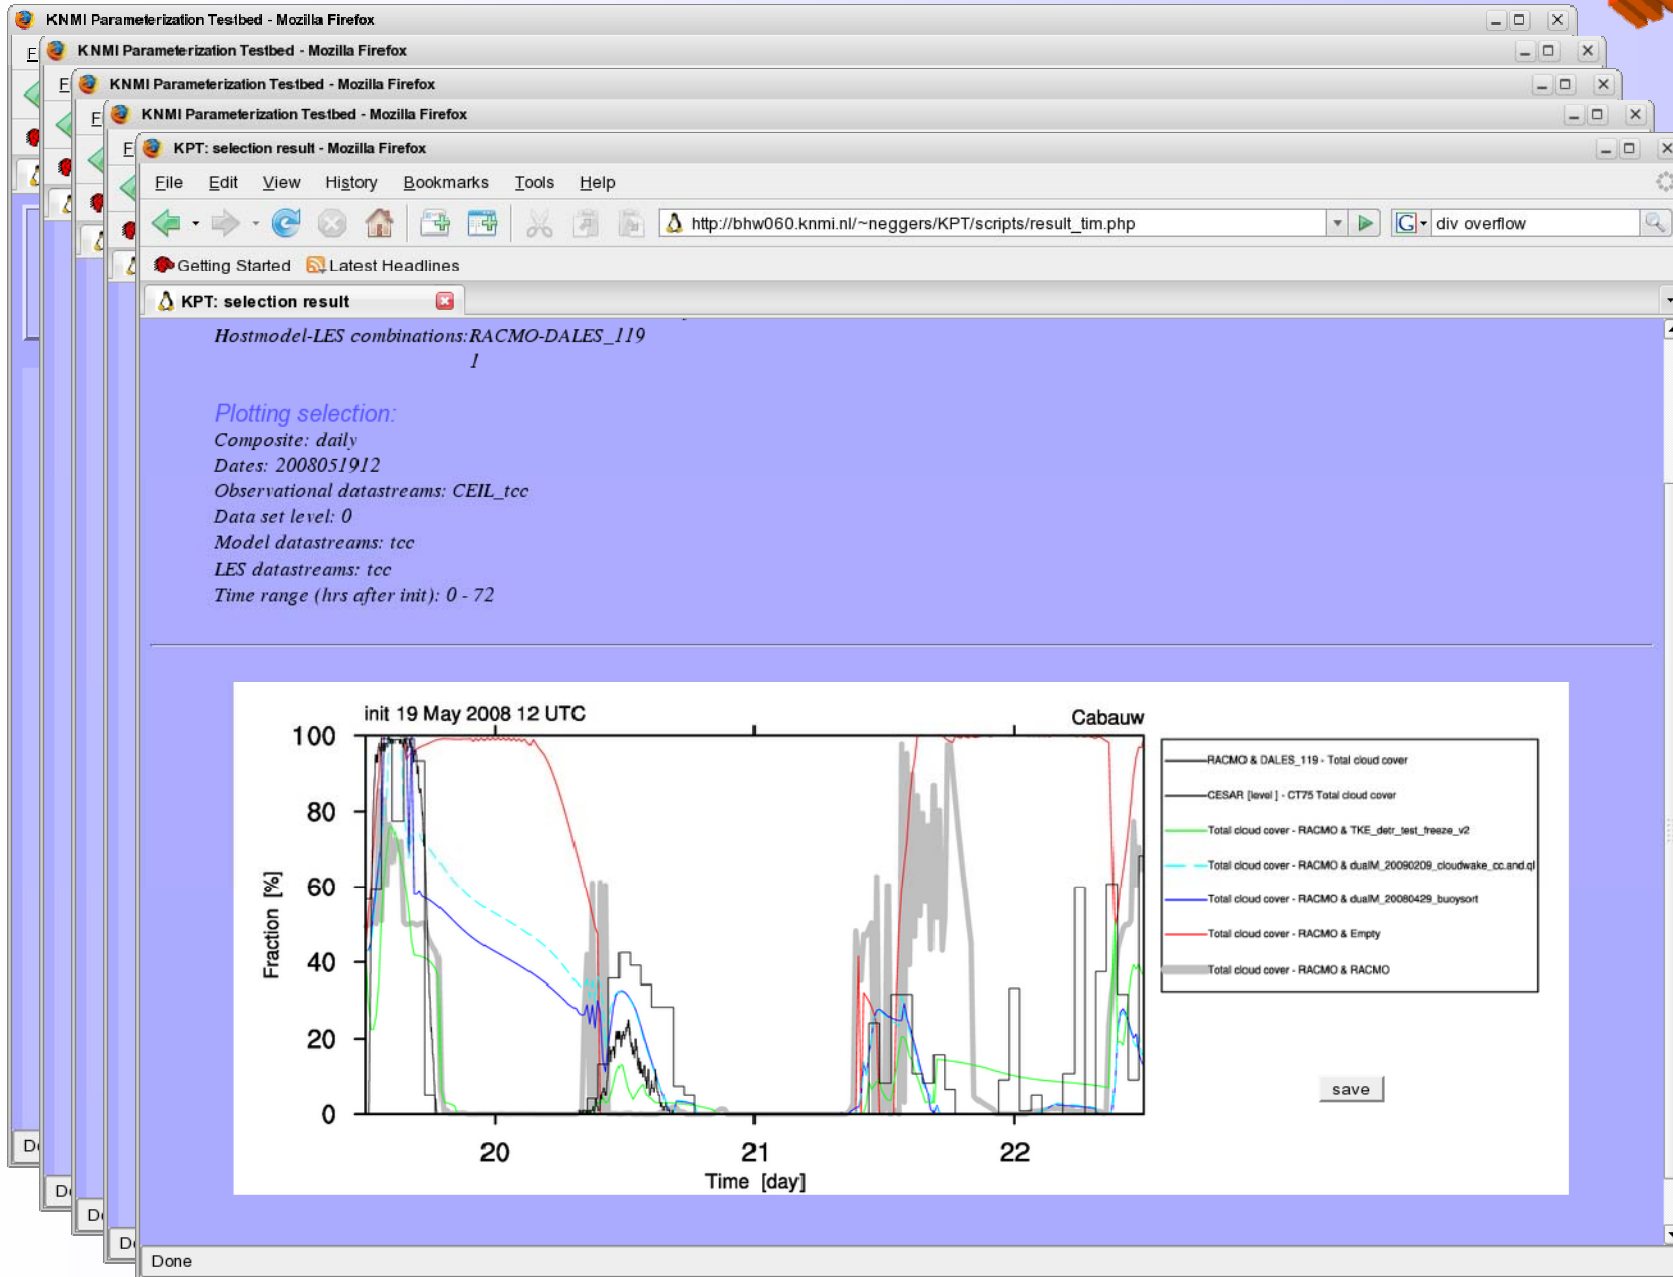 KNMI Parameterization Testbed - Mozilla Firefox
F
KNMI Parameterization Testbed - Mozilla Firefox
F
KNMI Parameterization Testbed - Mozilla Firefox
F
KNMI Parameterization Testbed - Mozilla Firefox
F
KPT: selection result - Mozilla Firefox
File Edit View History Bookmarks Tools Help
http://bhw060.knmi.nl/~neggers/KPT/scripts/result_tim.php
G div overflow
Getting Started Latest Headlines
KPT: selection result
Hostmodel-LES combinations:RACMO-DALES_119
1
Plotting selection:
Composite: daily
Dates: 2008051912
Observational datastreams: CEIL_tcc
Data set level: 0
Model datastreams: tcc
LES datastreams: tcc
Time range (hrs after init): 0 - 72
init 19 May 2008 12 UTC
Cabauw
100
80
60
40
20
0
Fraction [%]
20
21
22
Time [day]
RACMO & DALES_119 - Total cloud cover
CESAR [level ] - CT75 Total cloud cover
Total cloud cover - RACMO & TKE_detr_test_freeze_v2
Total cloud cover - RACMO & dualM_20090209_cloudwake_cc.and.ql
Total cloud cover - RACMO & dualM_20080429_buoysort
Total cloud cover - RACMO & Empty
Total cloud cover - RACMO & RACMO
save
D
D
D
D
Done